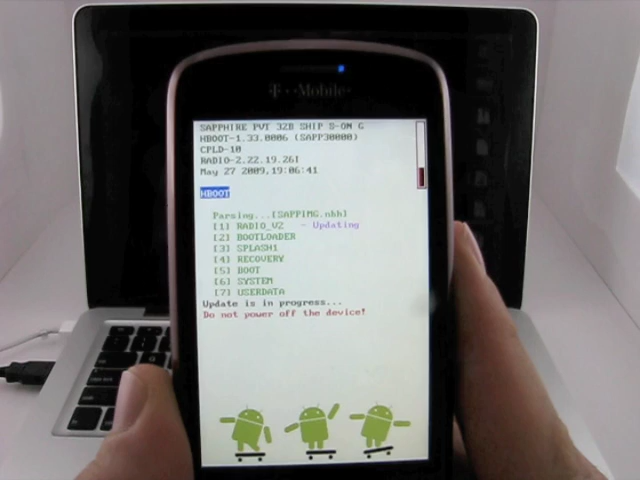 T··Mobile·
SAPPHIRE PVT 32B SHIP S-ON G
HBOOT-1.33.0006 (SAPP30000)
CPLD-10
RADIO-2.22.19.26I
May 27 2009,19:06:41
HBOOT
Parsing...[SAPPIMG.nbh]
[1] RADIO_V2 - Updating
[2] BOOTLOADER
[3] SPLASH1
[4] RECOVERY
[5] BOOT
[6] SYSTEM
[7] USERDATA
Update is in progress...
Do not power off the device!